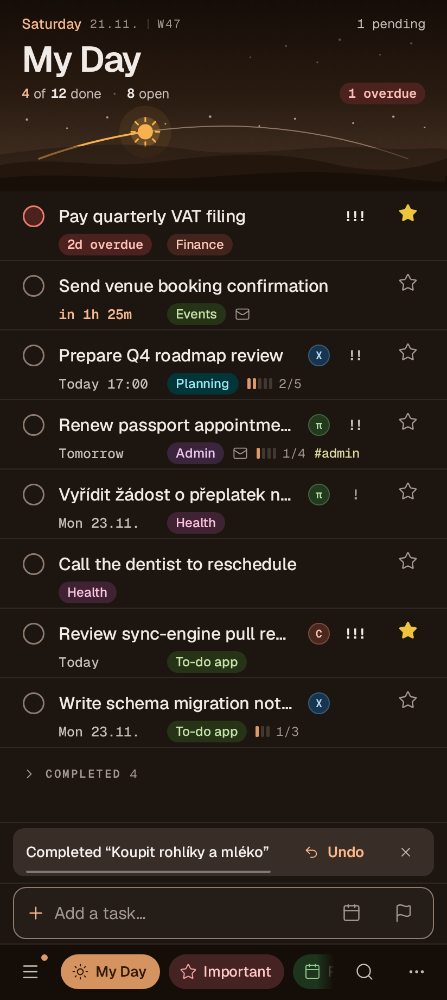 Saturday 21.11. | W47
1 pending
My Day
4 of 12 done · 8 open
1 overdue
Pay quarterly VAT filing !!!
2d overdue Finance
Send venue booking confirmation
in 1h 25m Events
Prepare Q4 roadmap review X !!
Today 17:00 Planning 2/5
Renew passport appointme… π !!
Tomorrow Admin 1/4 #admin
Vyřídit žádost o přeplatek n… π !
Mon 23.11. Health
Call the dentist to reschedule
Health
Review sync-engine pull re… C !!!
Today To-do app
Write schema migration not… X
Mon 23.11. To-do app 1/3
COMPLETED 4
Completed “Koupit rohlíky a mléko” Undo
Add a task…
My Day Important